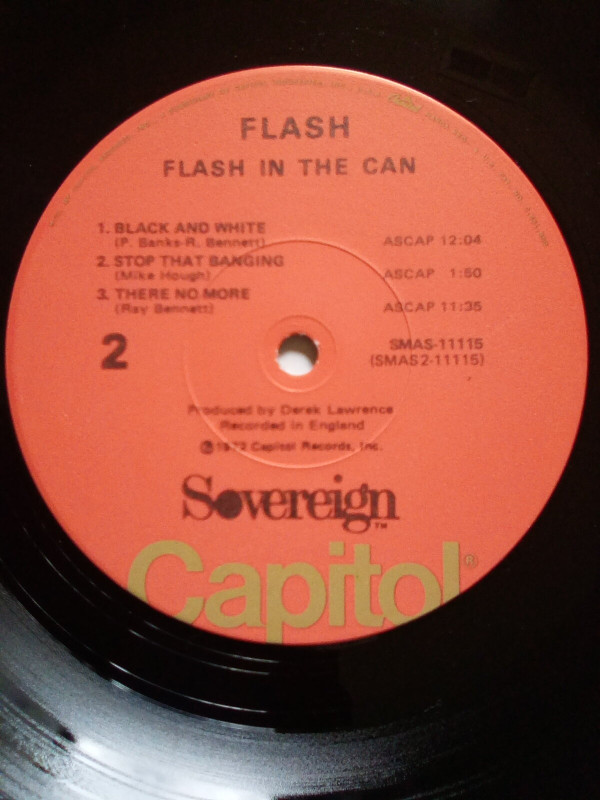 FLASH
FLASH IN THE CAN
1. BLACK AND WHITE
(P. Banks-R. Bennett) ASCAP 12:04
2. STOP THAT BANGING
(Mike Hough) ASCAP 1:50
3. THERE NO MORE
(Ray Bennett) ASCAP 11:35
2
SMAS-11115
(SMAS2-11115)
Produced by Derek Lawrence
Recorded in England
℗1972 Capitol Records, Inc.
Sovereign™
Capitol®